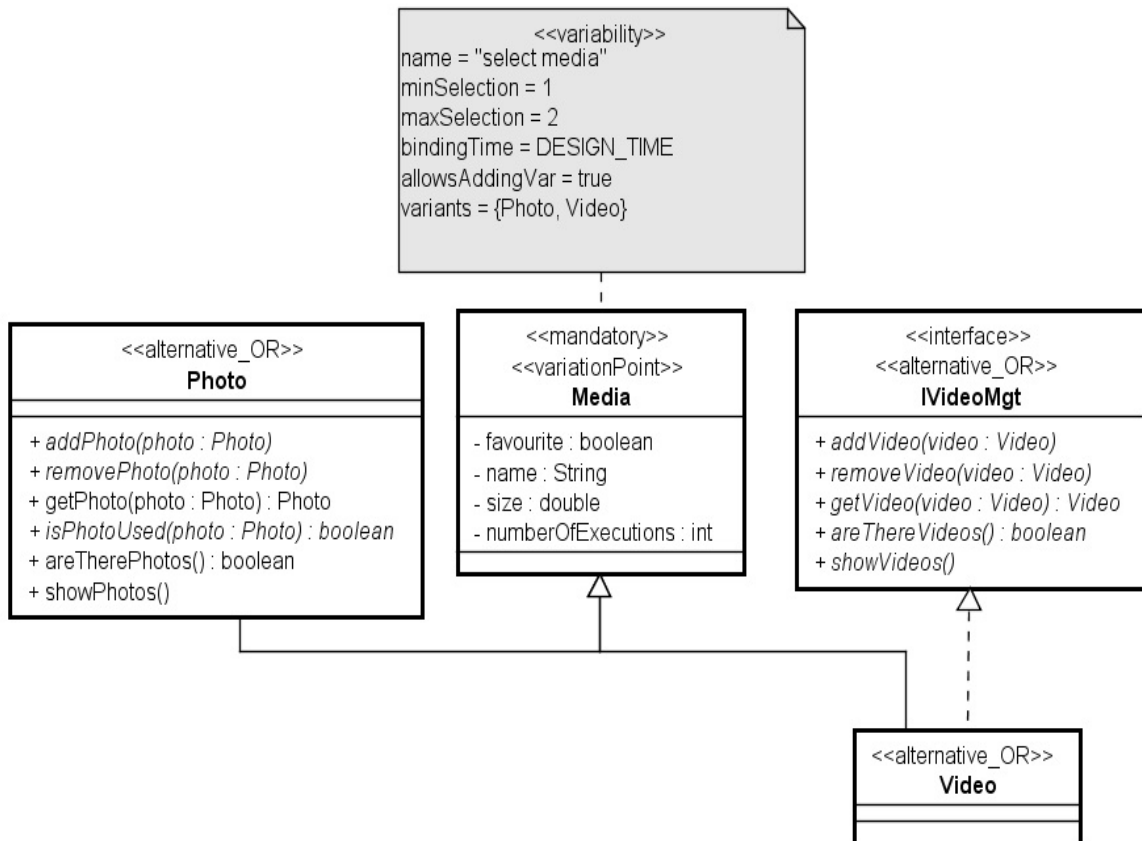 <<variability>>
name = "select media"
minSelection = 1
maxSelection = 2
bindingTime = DESIGN_TIME
allowsAddingVar = true
variants = {Photo, Video}
<<alternative_OR>>
Photo
+ addPhoto(photo : Photo)
+ removePhoto(photo : Photo)
+ getPhoto(photo : Photo) : Photo
+ isPhotoUsed(photo : Photo) : boolean
+ areTherePhotos() : boolean
+ showPhotos()
<<mandatory>>
<<variationPoint>>
Media
- favourite : boolean
- name : String
- size : double
- numberOfExecutions : int
<<interface>>
<<alternative_OR>>
IVideoMgt
+ addVideo(video : Video)
+ removeVideo(video : Video)
+ getVideo(video : Video) : Video
+ areThereVideos() : boolean
+ showVideos()
<<alternative_OR>>
Video